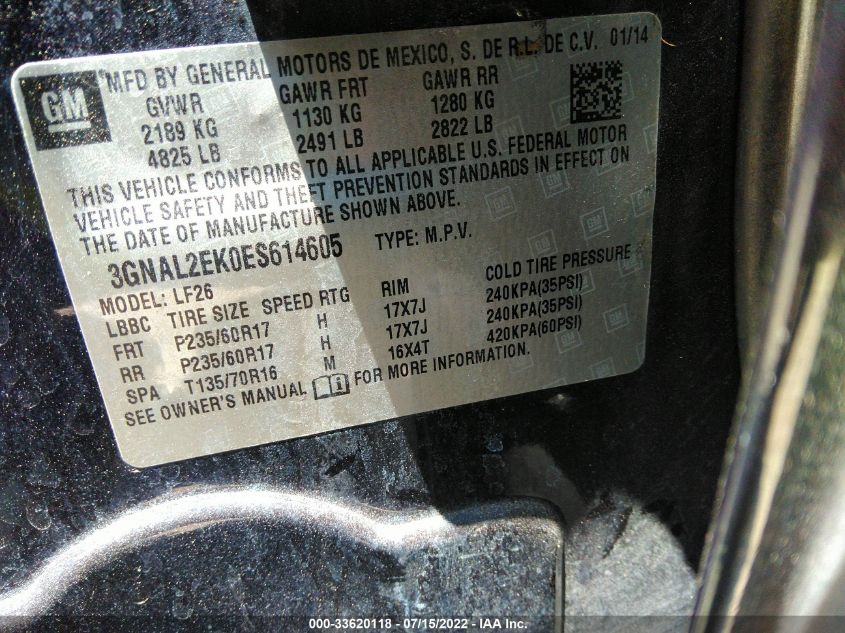 GM
MFD BY GENERAL MOTORS DE MEXICO, S. DE R.L. DE C.V. 01/14
GVWR GAWR FRT GAWR RR
2189 KG 1130 KG 1280 KG
4825 LB 2491 LB 2822 LB
THIS VEHICLE CONFORMS TO ALL APPLICABLE U.S. FEDERAL MOTOR
VEHICLE SAFETY AND THEFT PREVENTION STANDARDS IN EFFECT ON
THE DATE OF MANUFACTURE SHOWN ABOVE.
3GNAL2EK0ES614605 TYPE: M.P.V.
MODEL: LF26
LBBC TIRE SIZE SPEED RTG RIM COLD TIRE PRESSURE
FRT P235/60R17 H 17X7J 240KPA(35PSI)
RR P235/60R17 H 17X7J 240KPA(35PSI)
SPA T135/70R16 M 16X4T 420KPA(60PSI)
SEE OWNER'S MANUAL FOR MORE INFORMATION.
000-33620118 - 07/15/2022 - IAA Inc.